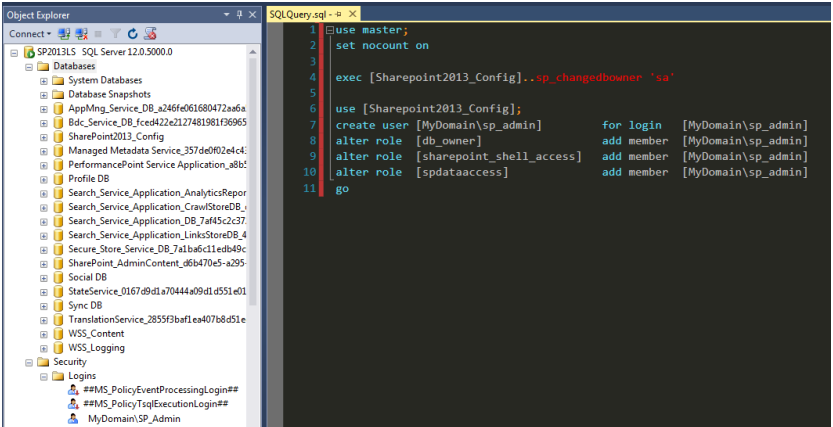 Object Explorer
Connect
SP2013LS SQL Server 12.0.5000.0
Databases
System Databases
Database Snapshots
AppMng_Service_DB_a246fe061680472aa6a
Bdc_Service_DB_fced422e2127481981f36965
SharePoint2013_Config
Managed Metadata Service_357de0f02e4c4
PerformancePoint Service Application_a8b5
Profile DB
Search_Service_Application_AnalyticsRepor
Search_Service_Application_CrawlStoreDB_
Search_Service_Application_DB_7af45c2c37
Search_Service_Application_LinksStoreDB_4
Secure_Store_Service_DB_7a1ba6c11edb49c
SharePoint_AdminContent_d6b470e5-a295-
Social DB
StateService_0167d9d1a70444a09d1d551e01
Sync DB
TranslationService_2855f3baf1ea407b8d51e
WSS_Content
WSS_Logging
Security
Logins
##MS_PolicyEventProcessingLogin##
##MS_PolicyTsqlExecutionLogin##
MyDomain\SP_Admin
SQLQuery.sql -
1 use master;
2 set nocount on
3
4 exec [Sharepoint2013_Config]..sp_changedbowner 'sa'
5
6 use [Sharepoint2013_Config];
7 create user [MyDomain\sp_admin] for login [MyDomain\sp_admin]
8 alter role [db_owner] add member [MyDomain\sp_admin]
9 alter role [sharepoint_shell_access] add member [MyDomain\sp_admin]
10 alter role [spdataaccess] add member [MyDomain\sp_admin]
11 go